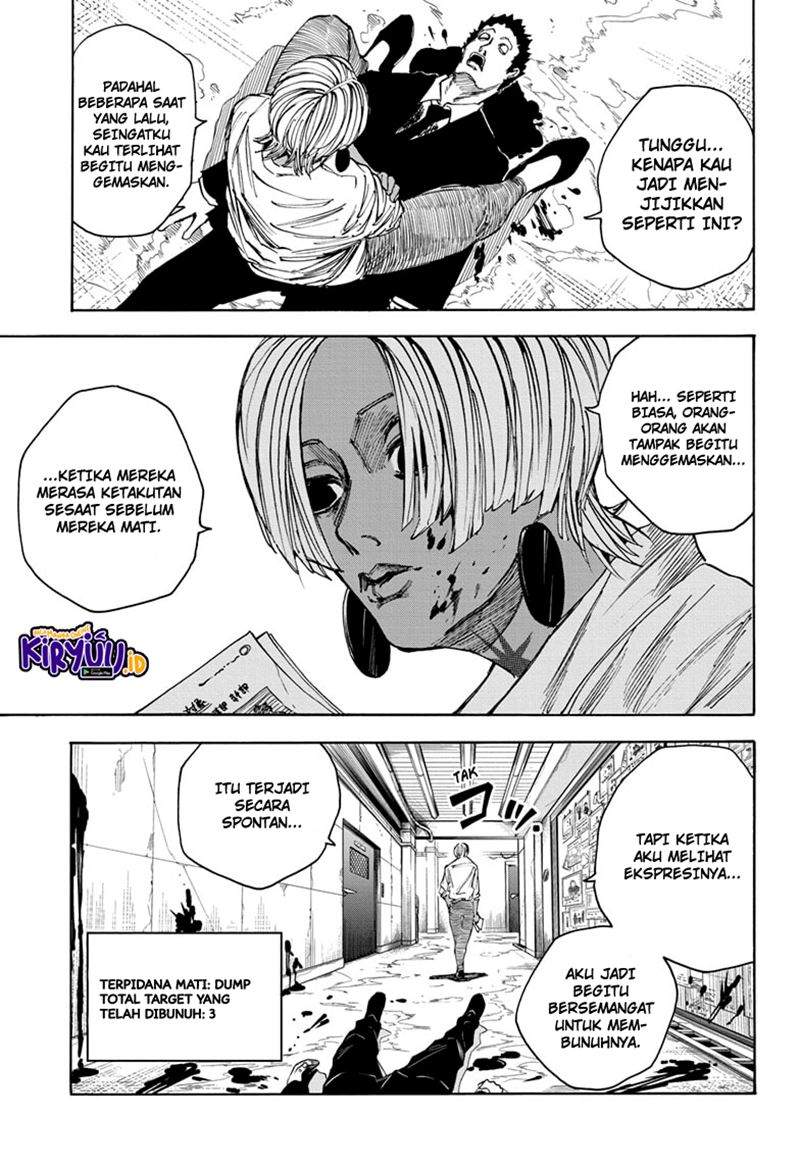 TUNGGU...
KENAPA KAU
JADI MEN-
JIJIKKAN
SEPERTI INI?
PADAHAL
BEBERAPA SAAT
YANG LALU,
SEINGATKU
KAU TERLIHAT
BEGITU MENG-
GEMASKAN.
HAH... SEPERTI
BIASA, ORANG-
ORANG AKAN
TAMPAK BEGITU
MENGGEMASKAN...
...KETIKA MEREKA
MERASA KETAKUTAN
SESAAT SEBELUM
MEREKA MATI.
KIRYUU.ID
TAPI KETIKA
AKU MELIHAT
EKSPRESINYA...
TAK
コッ.
ITU TERJADI
SECARA
SPONTAN...
AKU JADI
BEGITU
BERSEMANGAT
UNTUK MEM-
BUNUHNYA.
TERPIDANA MATI: DUMP
TOTAL TARGET YANG
TELAH DIBUNUH: 3